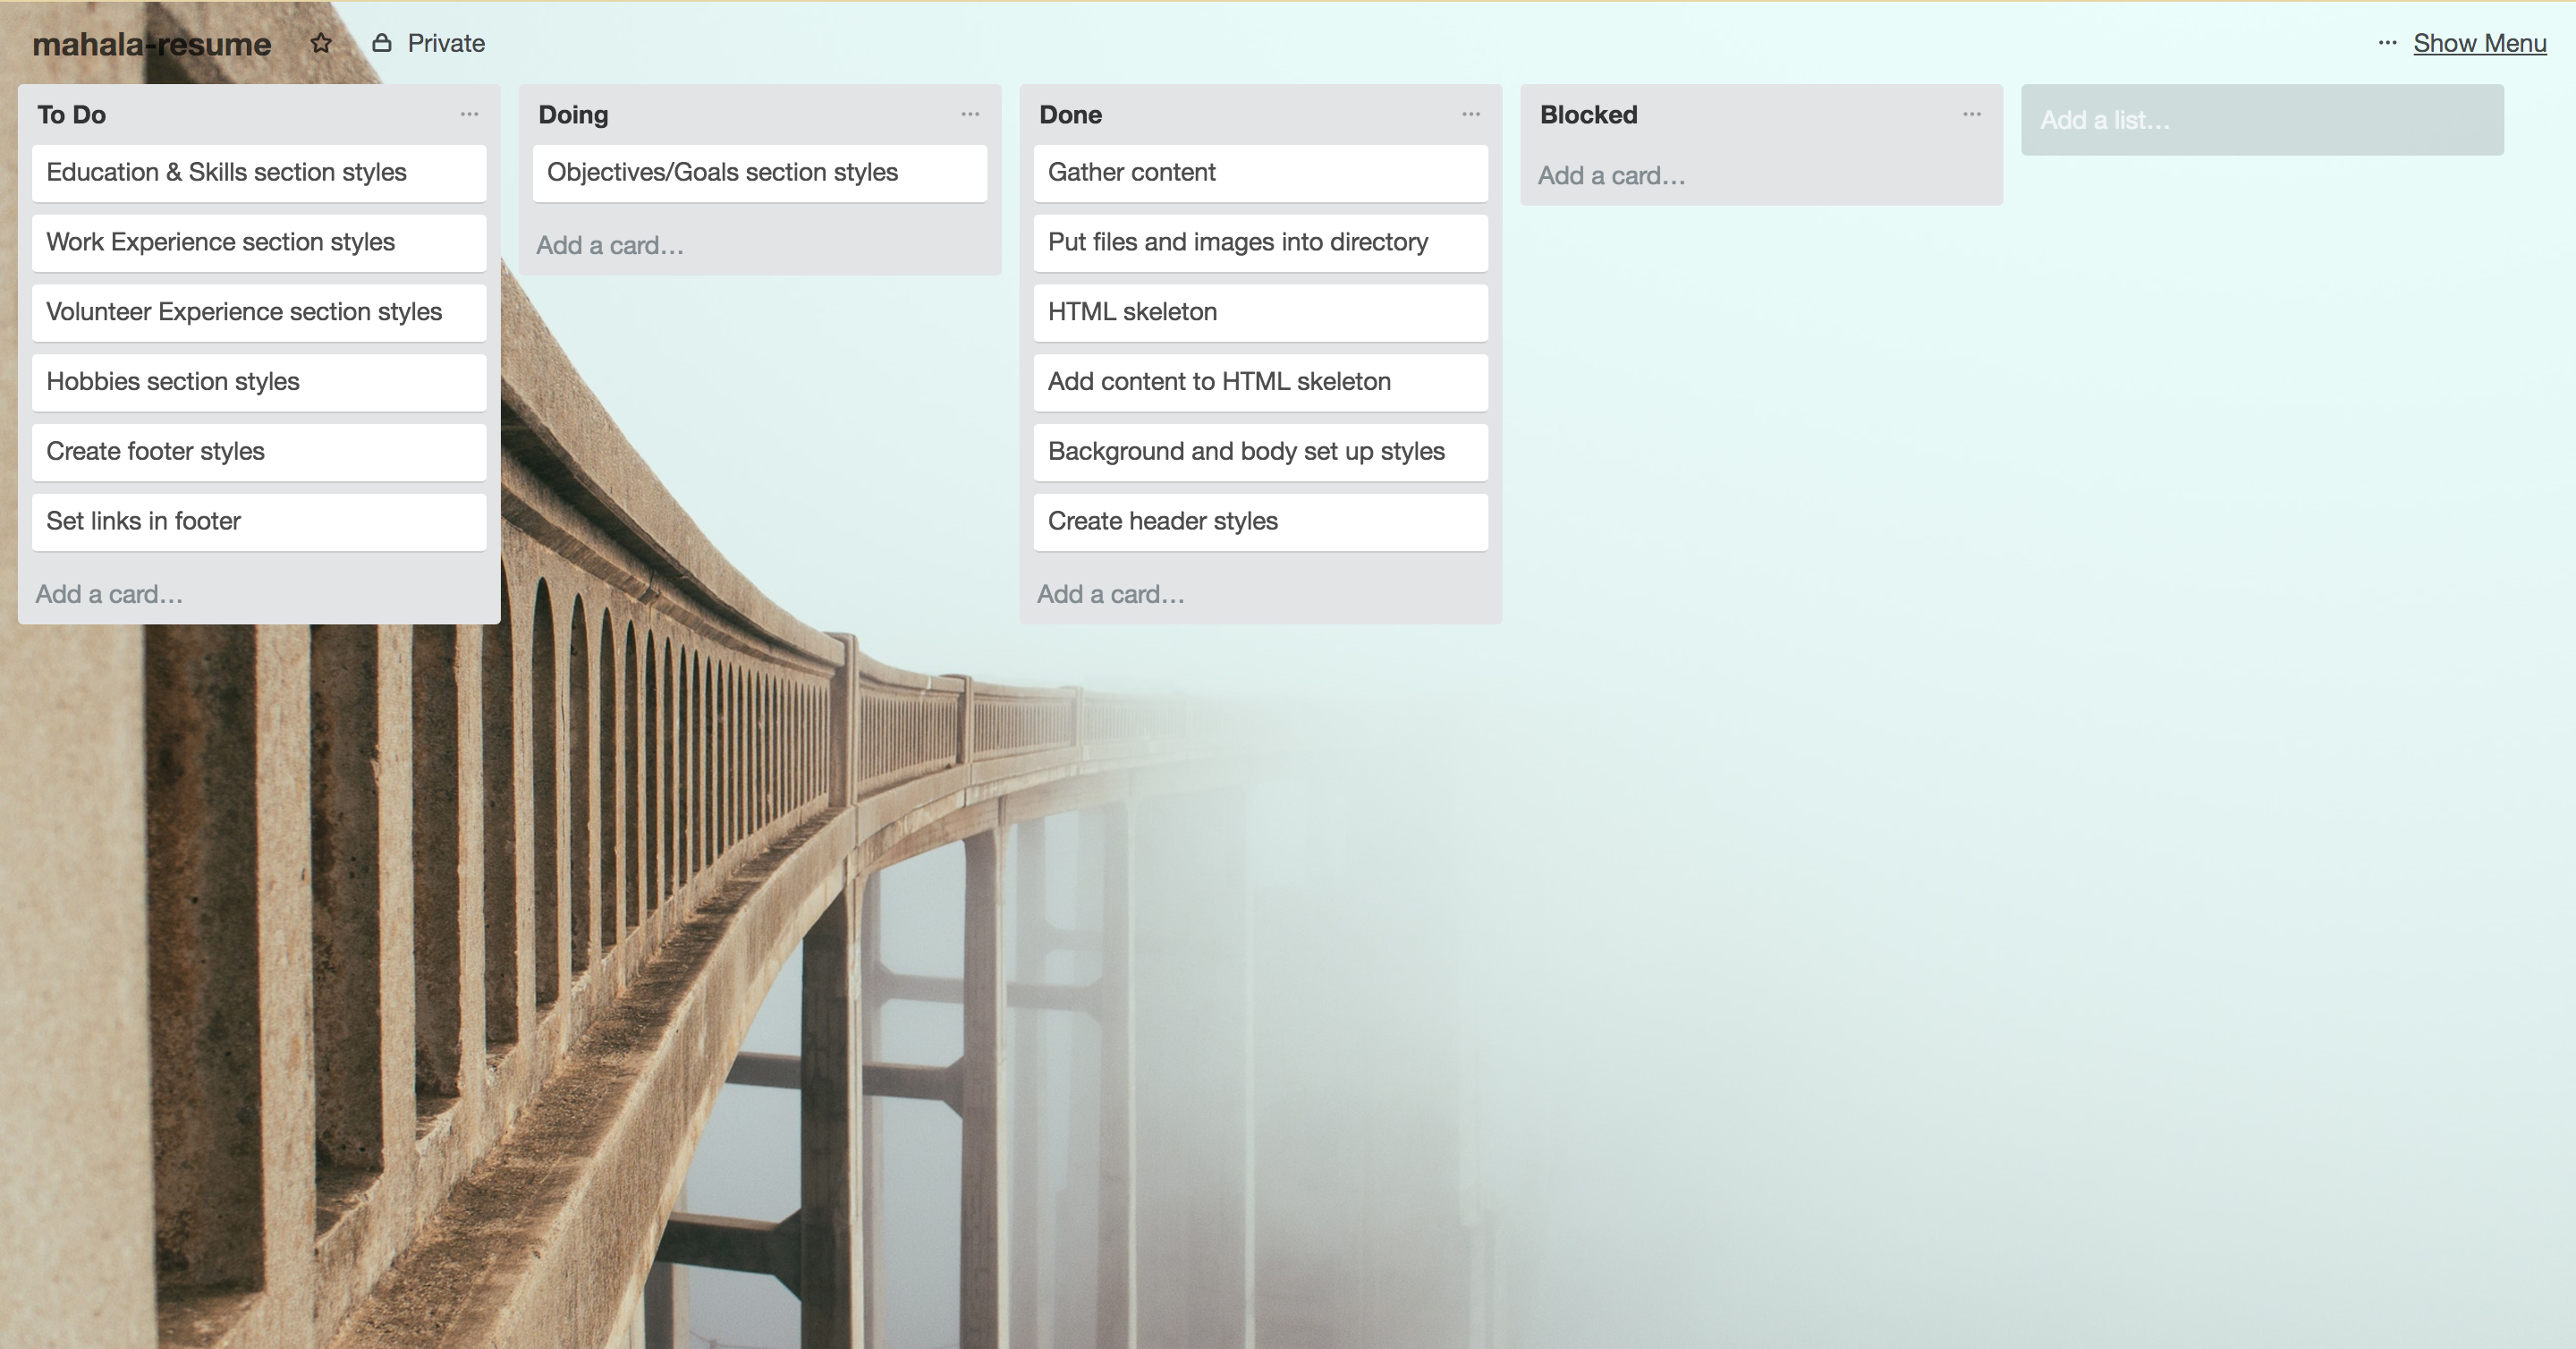 mahala-resume
Private
... Show Menu
To Do
Education & Skills section styles
Work Experience section styles
Volunteer Experience section styles
Hobbies section styles
Create footer styles
Set links in footer
Add a card...
Doing
Objectives/Goals section styles
Add a card...
Done
Gather content
Put files and images into directory
HTML skeleton
Add content to HTML skeleton
Background and body set up styles
Create header styles
Add a card...
Blocked
Add a card...
Add a list...